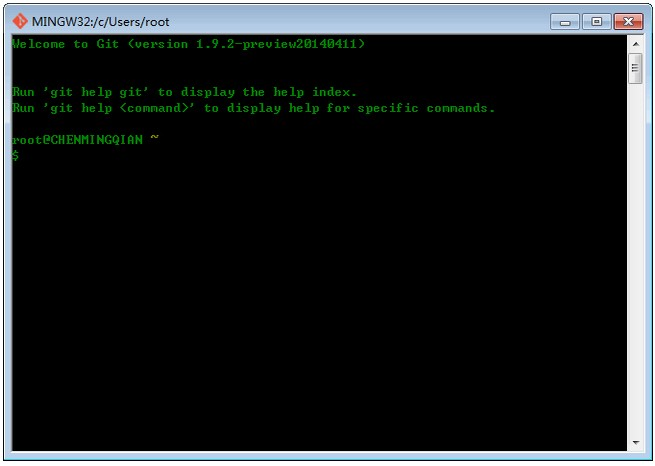 MINGW32:/c/Users/root
Welcome to Git (version 1.9.2-preview20140411)
Run 'git help git' to display the help index.
Run 'git help <command>' to display help for specific commands.
root@CHENMINGQIAN ~
$